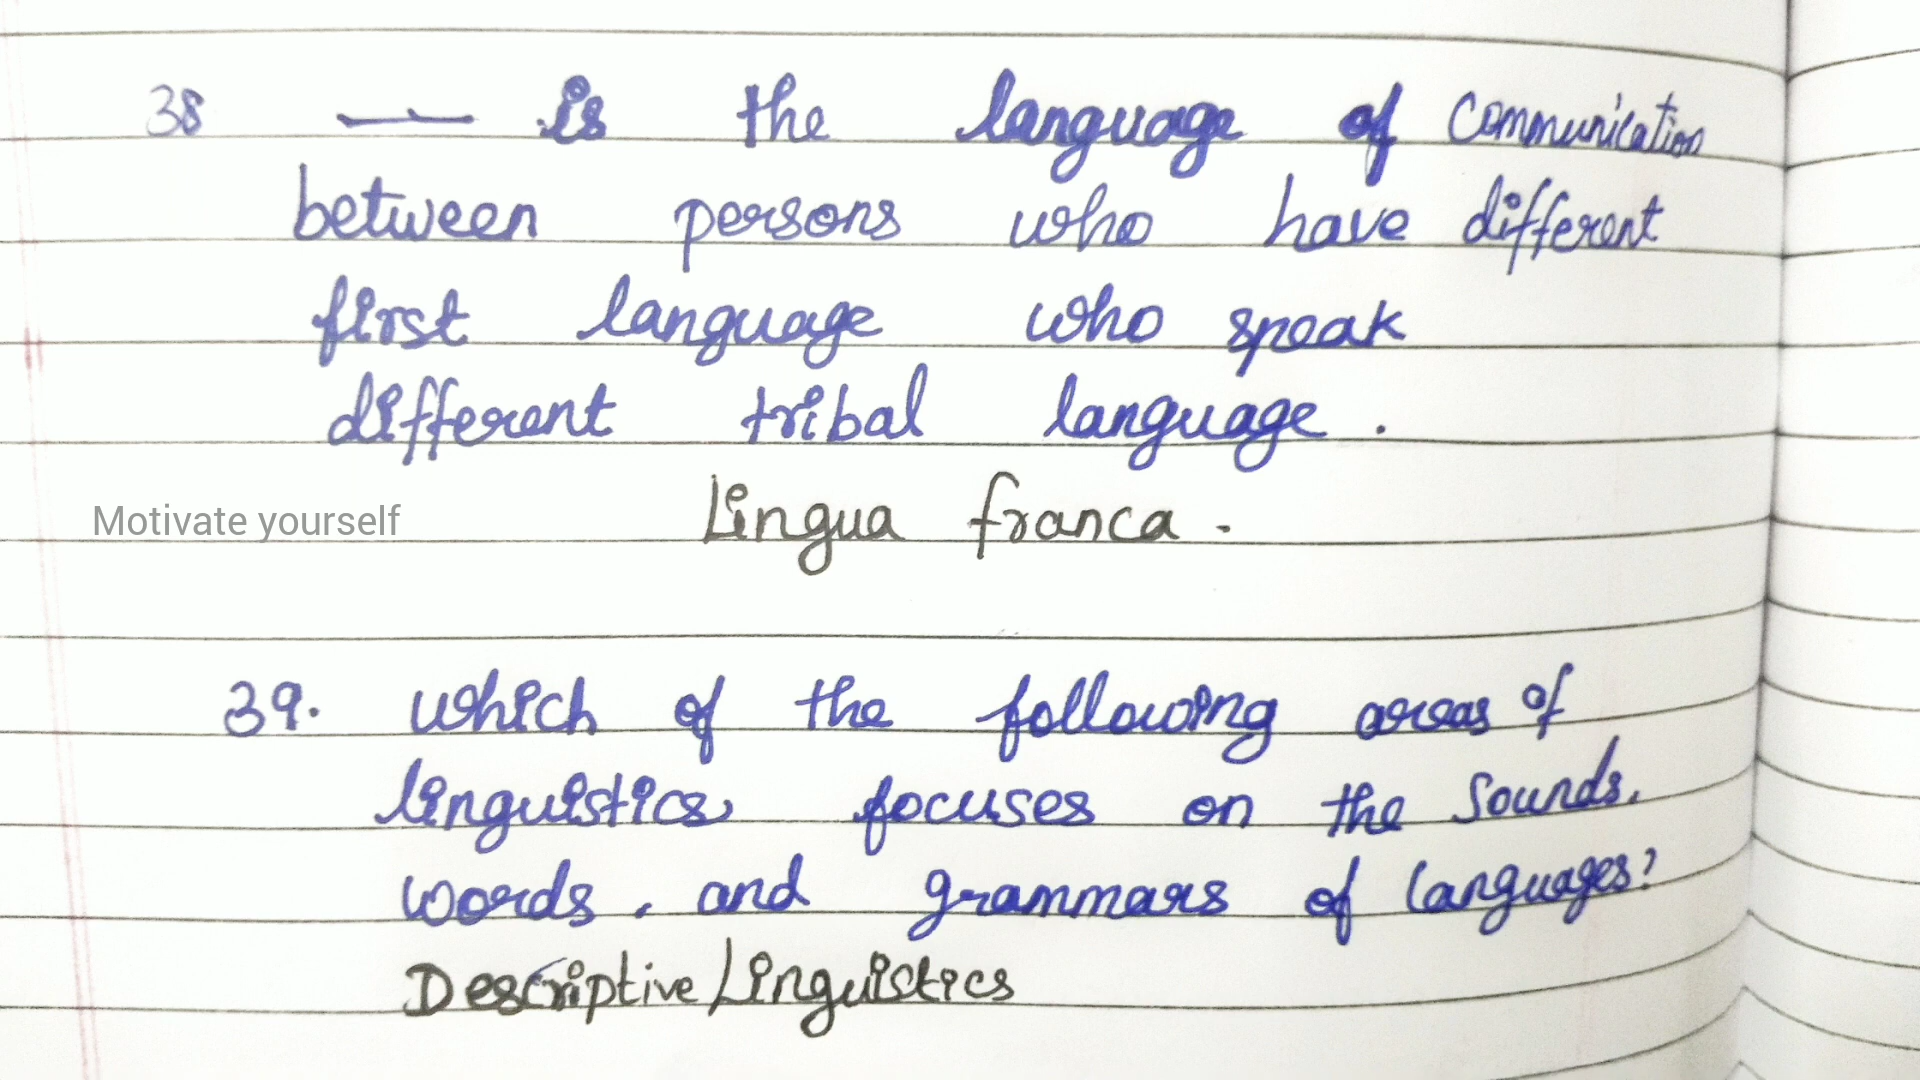 38 — is the language of communication
between persons who have different
first language who speak
different tribal language.
Lingua franca.
Motivate yourself
39. which of the following areas of
linguistics focuses on the sounds,
words, and grammars of languages?
Descriptive Linguistics